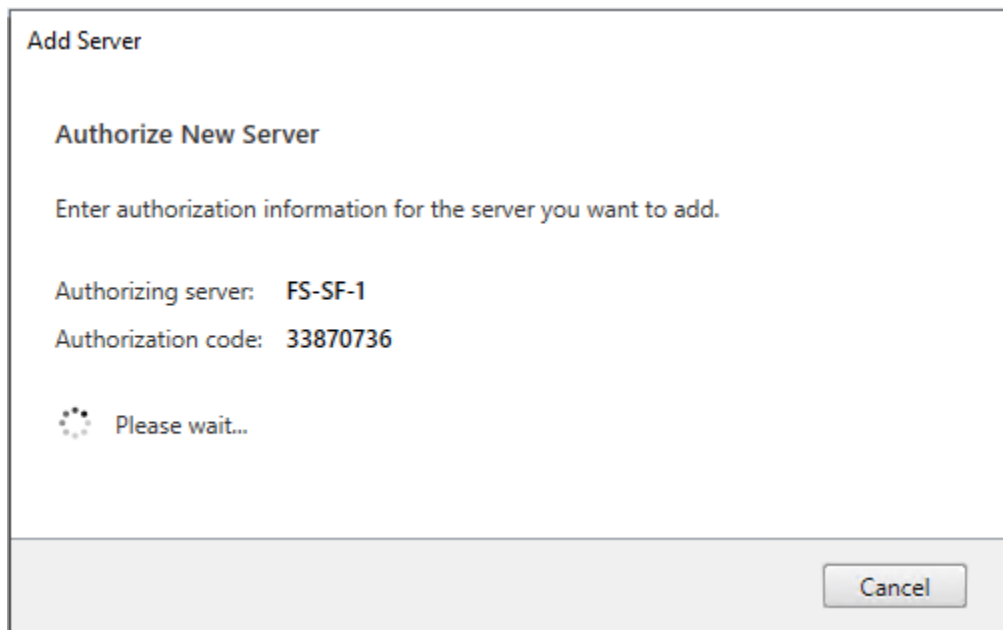 Add Server
Authorize New Server
Enter authorization information for the server you want to add.
Authorizing server: FS-SF-1
Authorization code: 33870736
Please wait...
Cancel